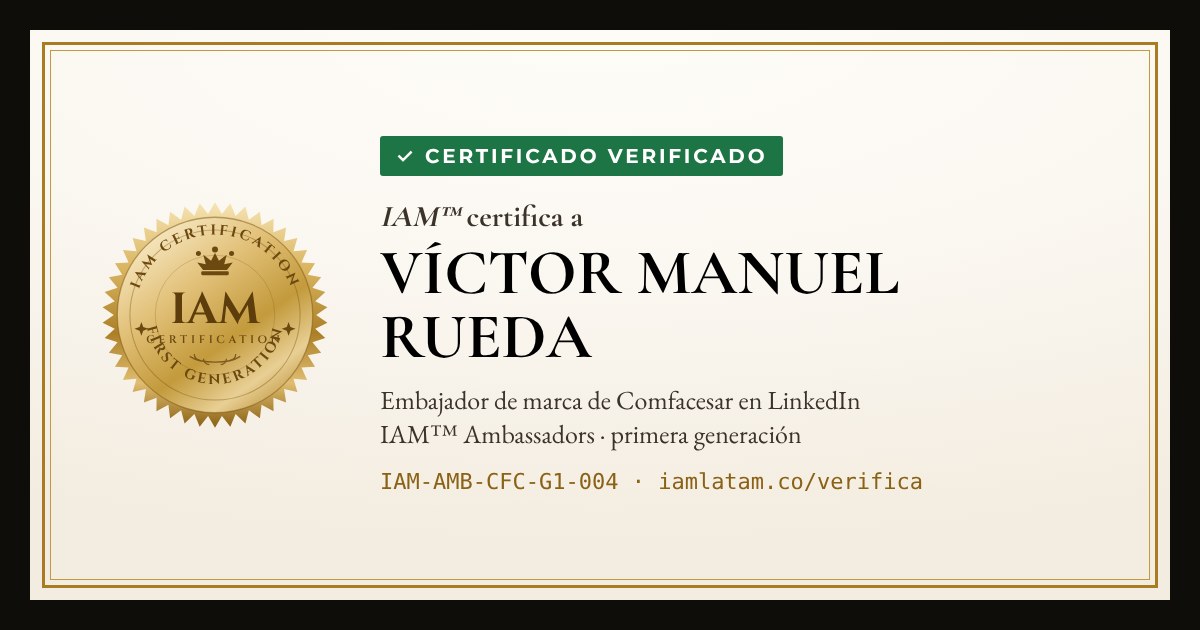 IAM CERTIFICATION
IAM
CERTIFICATION
FIRST GENERATION
✓ CERTIFICADO VERIFICADO
IAM™ certifica a
VÍCTOR MANUEL
RUEDA
Embajador de marca de Comfacesar en LinkedIn
IAM™ Ambassadors · primera generación
IAM-AMB-CFC-G1-004 · iamlatam.co/verifica